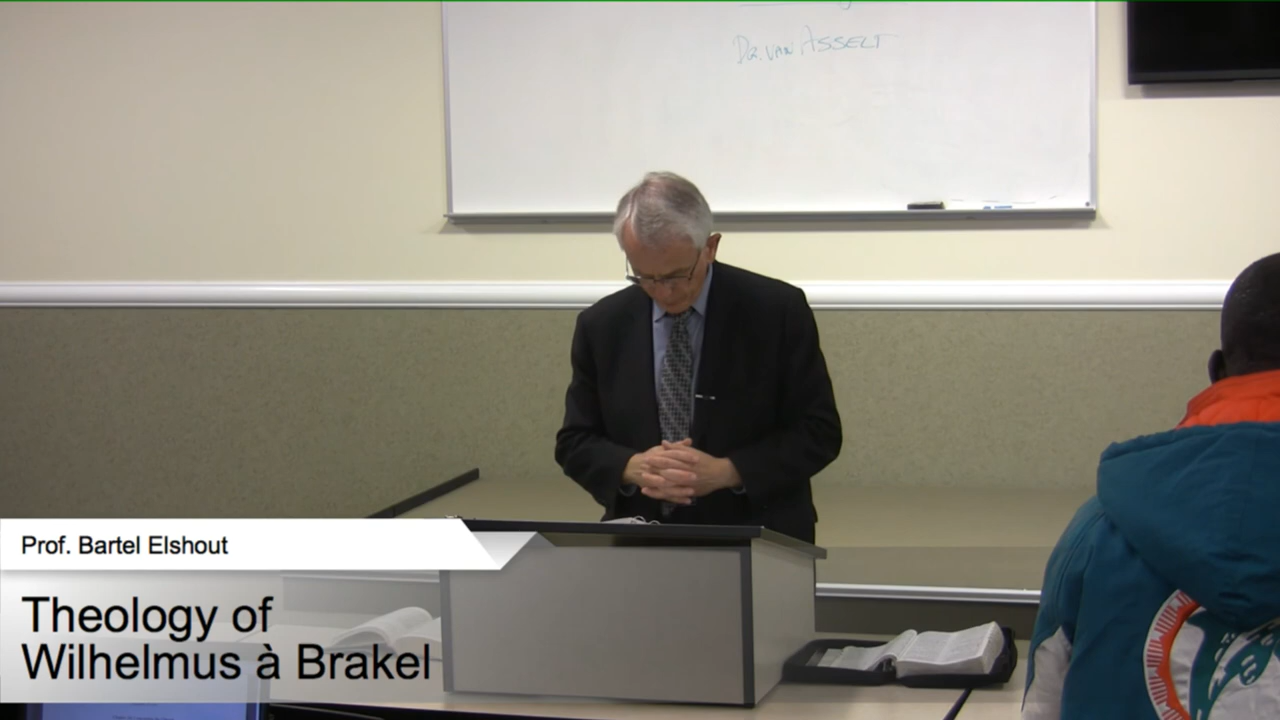 Dr. van Asselt
Prof. Bartel Elshout
Theology of
Wilhelmus à Brakel